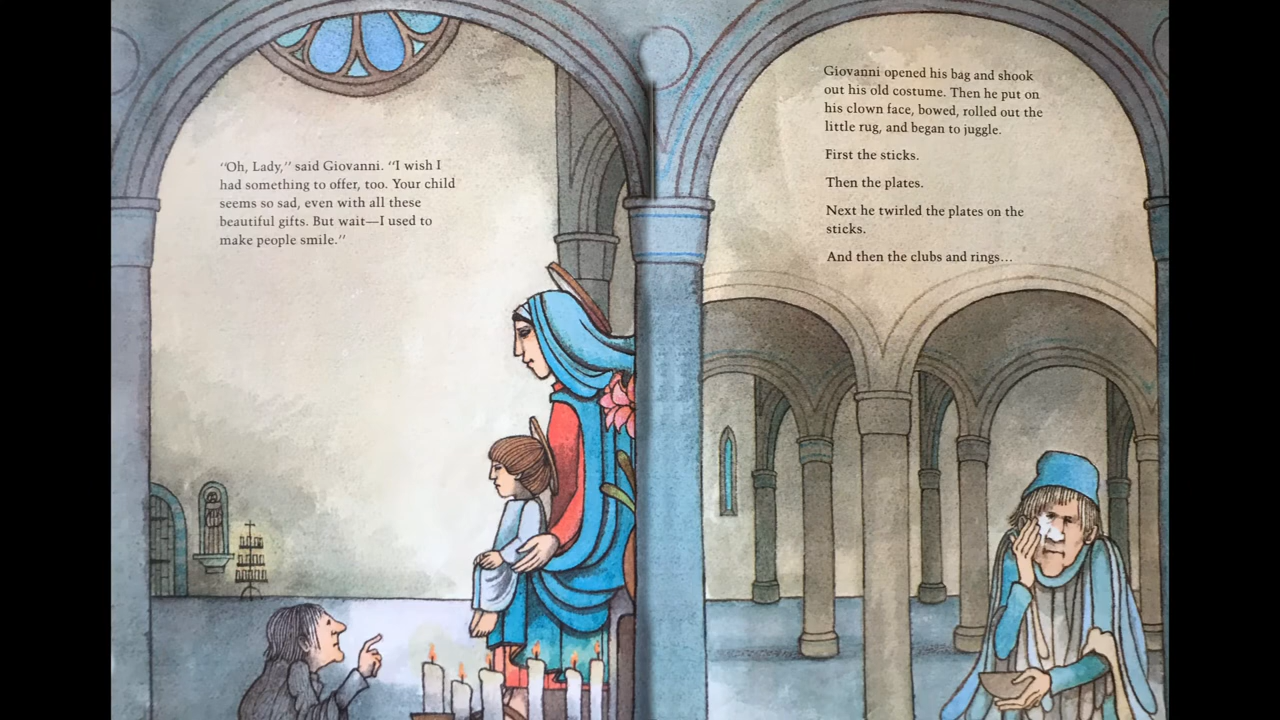 "Oh, Lady," said Giovanni. "I wish I
had something to offer, too. Your child
seems so sad, even with all these
beautiful gifts. But wait—I used to
make people smile."
Giovanni opened his bag and shook
out his old costume. Then he put on
his clown face, bowed, rolled out the
little rug, and began to juggle.
First the sticks.
Then the plates.
Next he twirled the plates on the
sticks.
And then the clubs and rings...